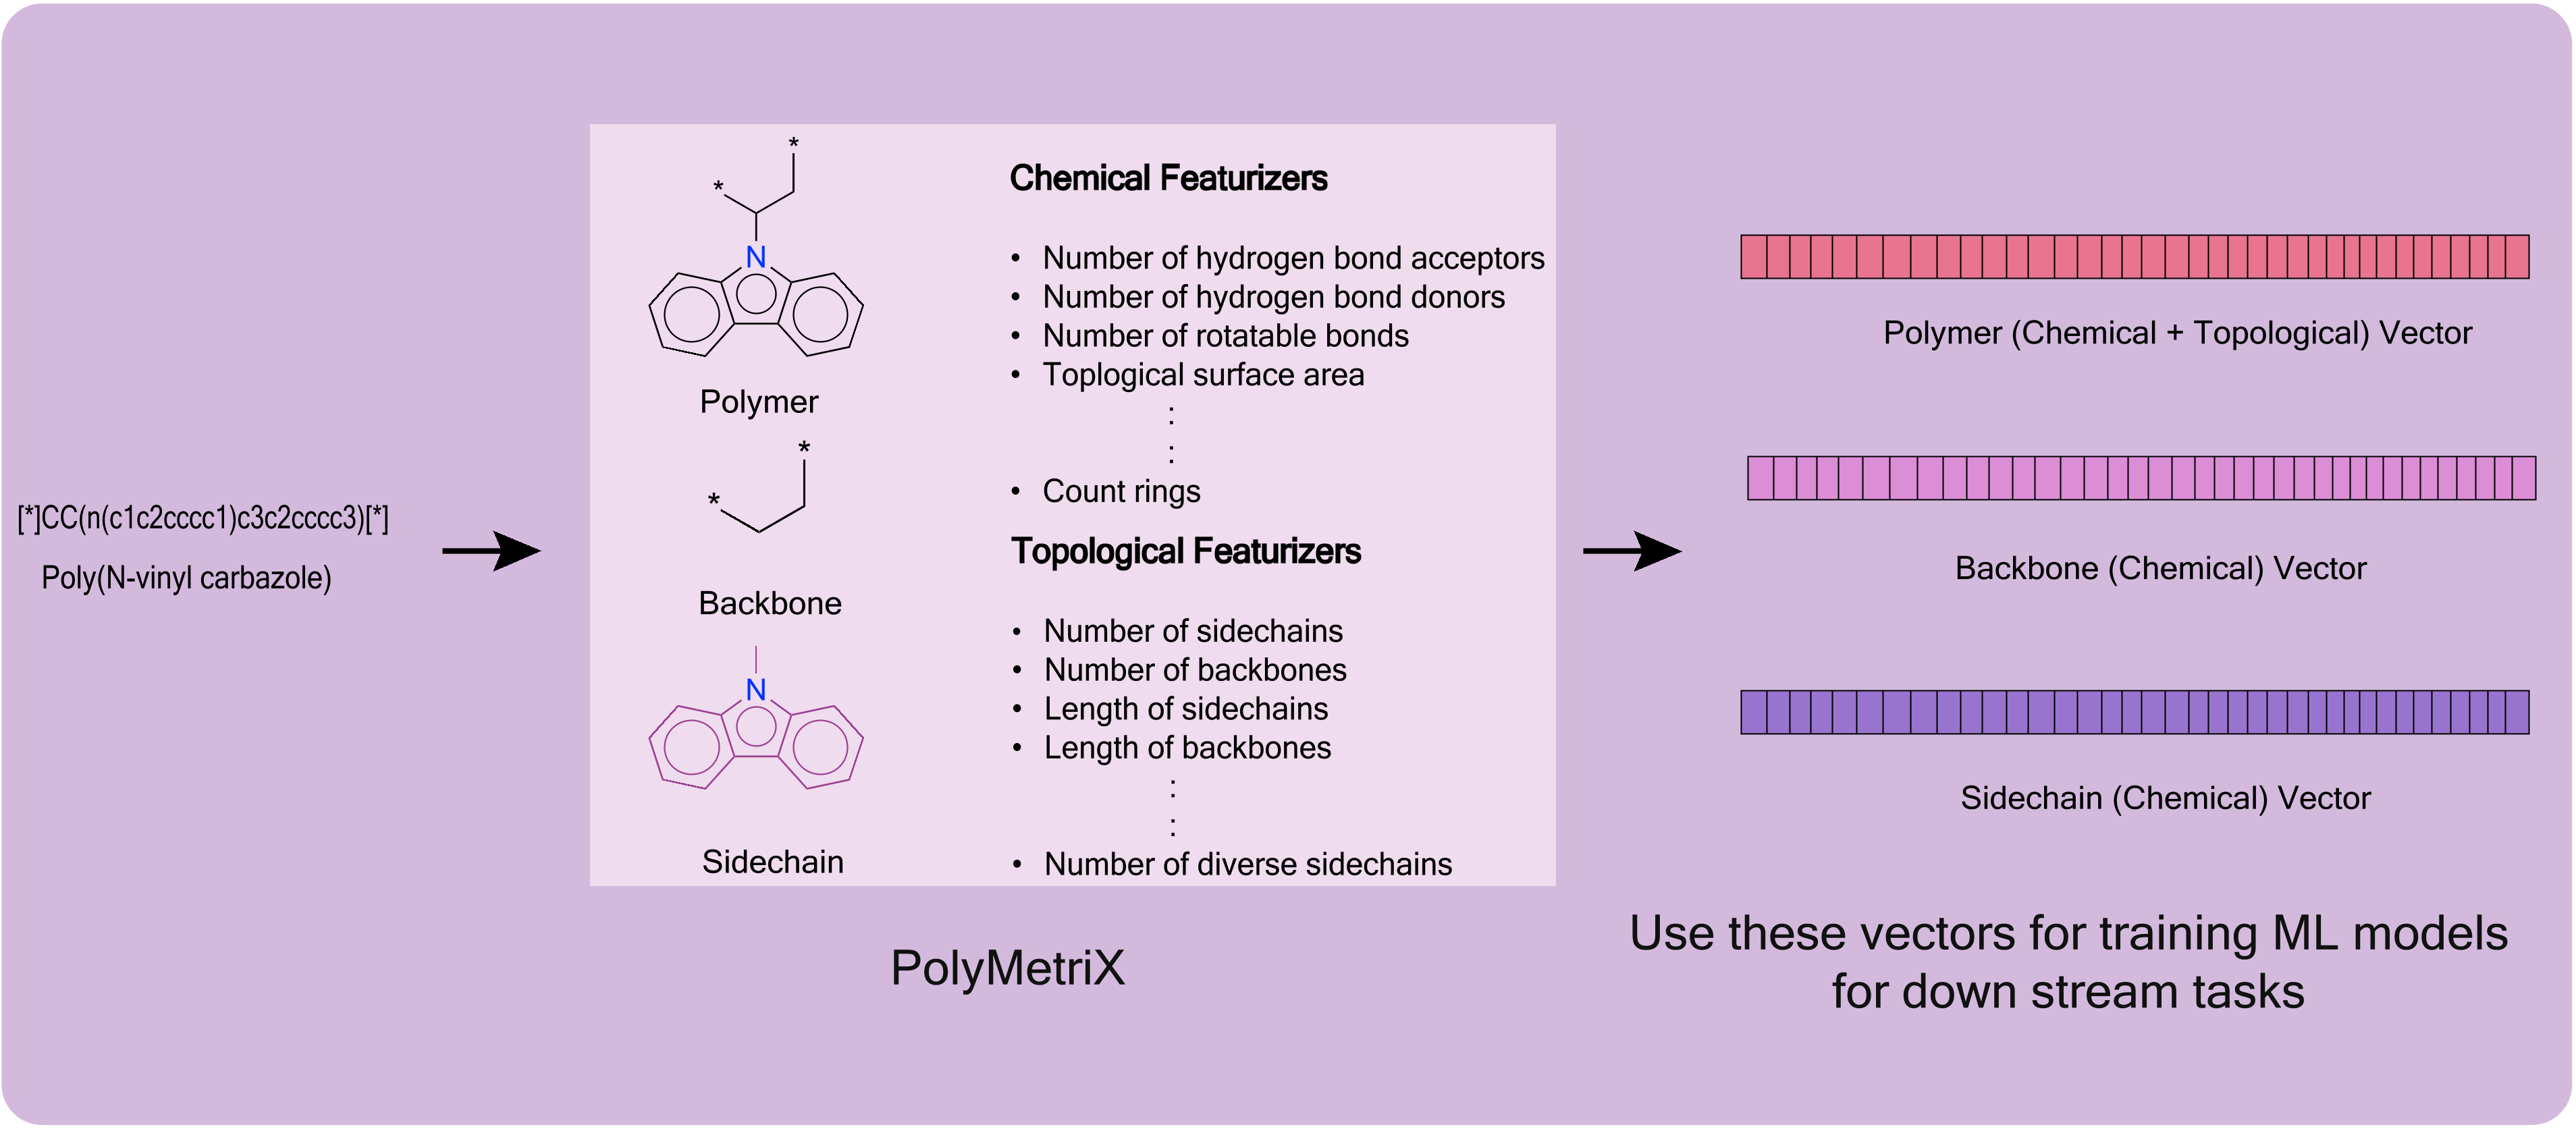 [*]CC(n(c1c2cccc1)c3c2cccc3)[*]
Poly(N-vinyl carbazole)
*
*
N
Polymer
*
*
Backbone
N
Sidechain
Chemical Featurizers
• Number of hydrogen bond acceptors
• Number of hydrogen bond donors
• Number of rotatable bonds
• Toplogical surface area
:
:
• Count rings
Topological Featurizers
• Number of sidechains
• Number of backbones
• Length of sidechains
• Length of backbones
:
:
• Number of diverse sidechains
PolyMetriX
Polymer (Chemical + Topological) Vector
Backbone (Chemical) Vector
Sidechain (Chemical) Vector
Use these vectors for training ML models
for down stream tasks